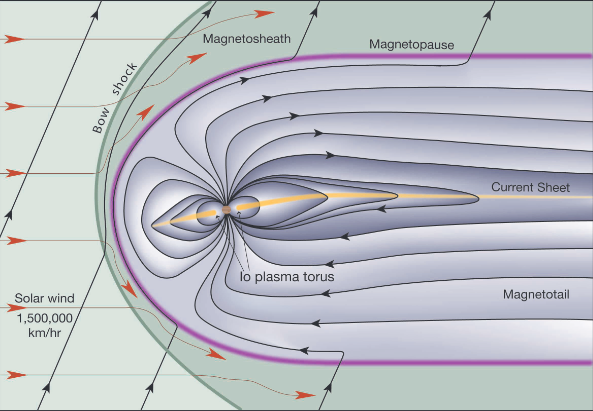 Magnetosheath
Magnetopause
Bow shock
Current Sheet
Io plasma torus
Solar wind
1,500,000
km/hr
Magnetotail